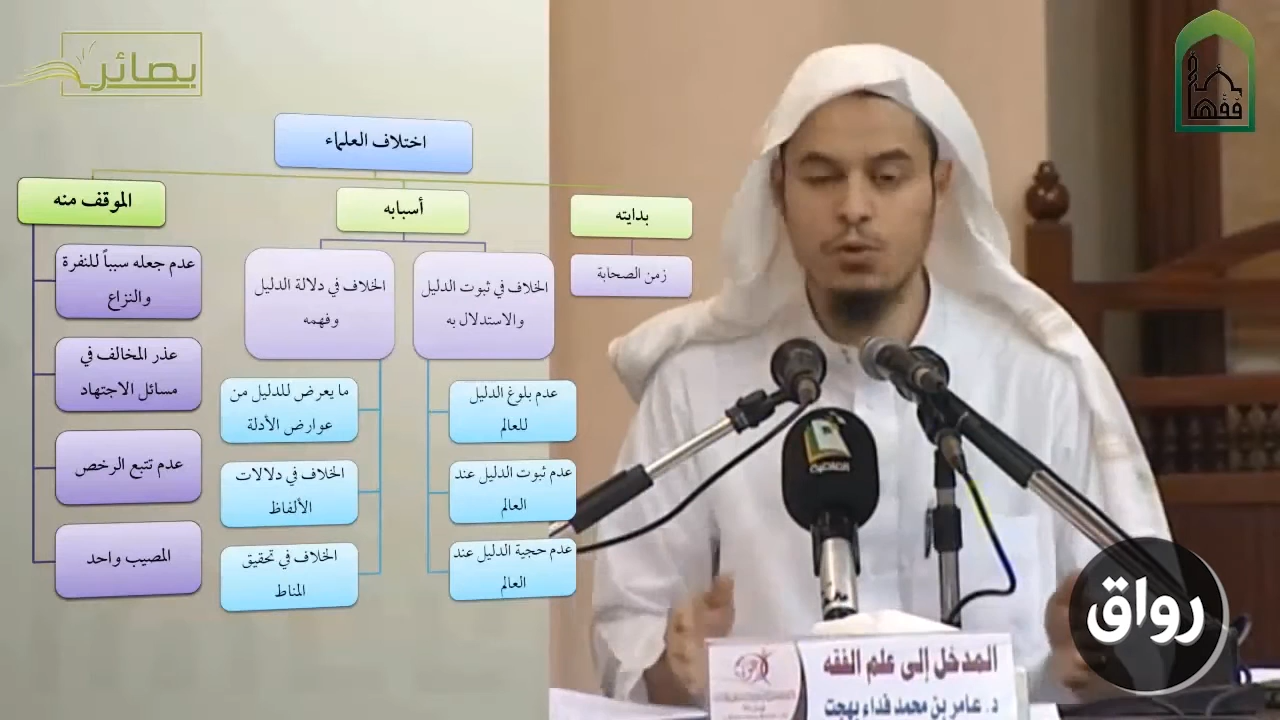 بصائر
فقهاء
اختلاف العلماء
بدايته
زمن الصحابة
أسبابه
الخلاف في ثبوت الدليل
والاستدلال به
عدم بلوغ الدليل
للعالم
عدم ثبوت الدليل عند
العالم
عدم حجية الدليل عند
العالم
الخلاف في دلالة الدليل
وفهمه
ما يعرض للدليل من
عوارض الأدلة
الخلاف في دلالات
الألفاظ
الخلاف في تحقيق
المناط
الموقف منه
عدم جعله سبباً للنفرة
والنزاع
عذر المخالف في
مسائل الاجتهاد
عدم تتبع الرخص
المصيب واحد
رواق
المدخل إلى علم الفقه
د. عامر بن محمد فداء بهجت